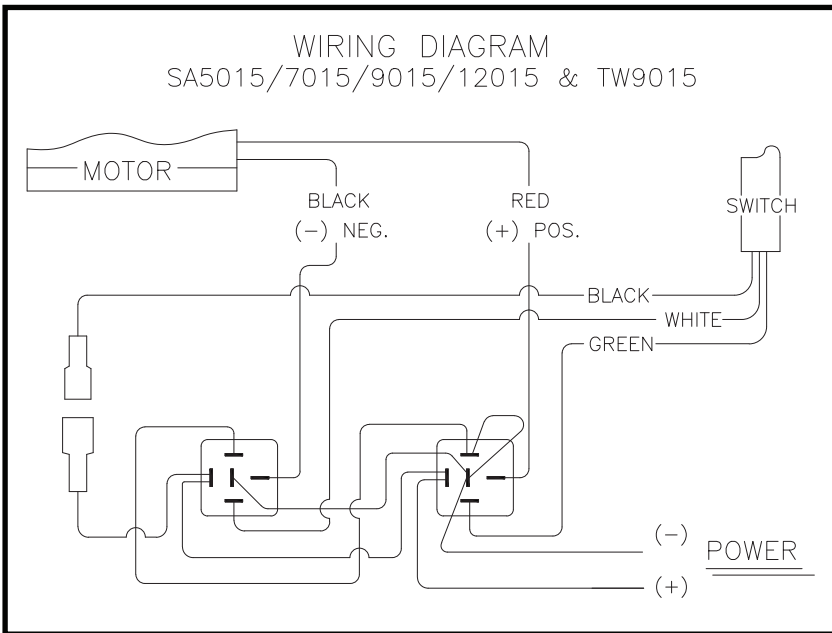 WIRING DIAGRAM
SA5015/7015/9015/12015 & TW9015
MOTOR
BLACK
(-) NEG.
RED
(+) POS.
SWITCH
BLACK
WHITE
GREEN
(-)
POWER
(+)